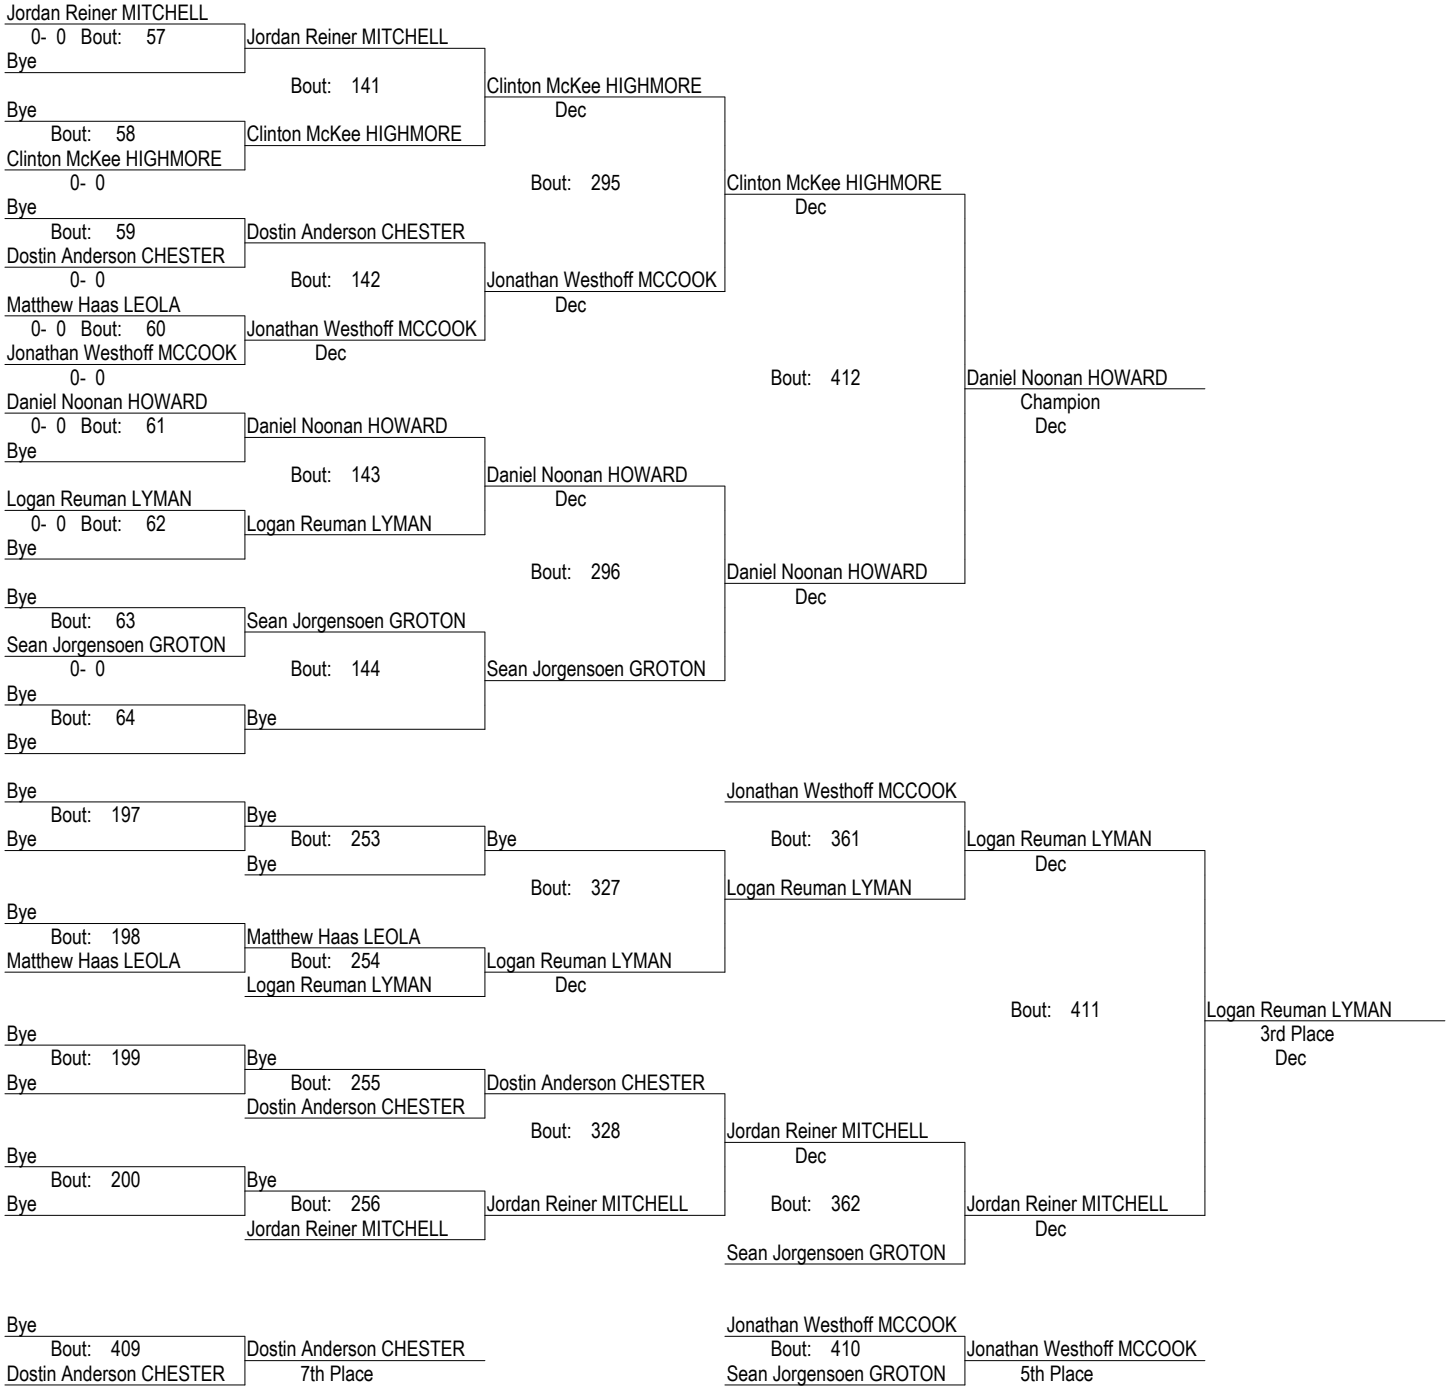 Jordan Reiner MITCHELL
0- 0 Bout: 57 Jordan Reiner MITCHELL
Bye
Bout: 141 Clinton McKee HIGHMORE
Bye Dec
Bout: 58 Clinton McKee HIGHMORE
Clinton McKee HIGHMORE
0- 0 Bout: 295 Clinton McKee HIGHMORE
Bye Dec
Bout: 59 Dostin Anderson CHESTER
Dostin Anderson CHESTER
0- 0 Bout: 142 Jonathan Westhoff MCCOOK
Matthew Haas LEOLA Dec
0- 0 Bout: 60 Jonathan Westhoff MCCOOK
Jonathan Westhoff MCCOOK Dec
0- 0 Bout: 412 Daniel Noonan HOWARD
Daniel Noonan HOWARD Champion
0- 0 Bout: 61 Daniel Noonan HOWARD Dec
Bye
Bout: 143 Daniel Noonan HOWARD
Logan Reuman LYMAN Dec
0- 0 Bout: 62 Logan Reuman LYMAN
Bye
Bout: 296 Daniel Noonan HOWARD
Bye Dec
Bout: 63 Sean Jorgensoen GROTON
Sean Jorgensoen GROTON
0- 0 Bout: 144 Sean Jorgensoen GROTON
Bye
Bout: 64 Bye
Bye
Bye Jonathan Westhoff MCCOOK
Bout: 197 Bye
Bye Bout: 253 Bye Bout: 361 Logan Reuman LYMAN
Bye Dec
Bout: 327 Logan Reuman LYMAN
Bye
Bout: 198 Matthew Haas LEOLA
Matthew Haas LEOLA Bout: 254 Logan Reuman LYMAN
Logan Reuman LYMAN Dec
Bout: 411 Logan Reuman LYMAN
Bye 3rd Place
Bout: 199 Bye Dec
Bye Bout: 255 Dostin Anderson CHESTER
Dostin Anderson CHESTER
Bout: 328 Jordan Reiner MITCHELL
Bye Dec
Bout: 200 Bye
Bye Bout: 256 Jordan Reiner MITCHELL Bout: 362 Jordan Reiner MITCHELL
Jordan Reiner MITCHELL Dec
Sean Jorgensoen GROTON
Bye Jonathan Westhoff MCCOOK
Bout: 409 Dostin Anderson CHESTER Bout: 410 Jonathan Westhoff MCCOOK
Dostin Anderson CHESTER 7th Place Sean Jorgensoen GROTON 5th Place